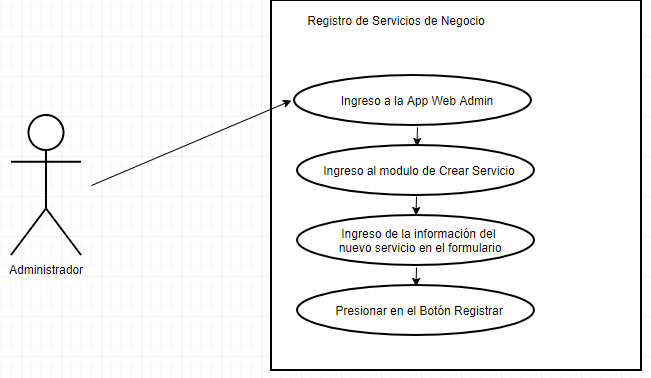 Registro de Servicios de Negocio
Ingreso a la App Web Admin
Ingreso al modulo de Crear Servicio
Ingreso de la información del
nuevo servicio en el formulario
Administrador
Presionar en el Botón Registrar